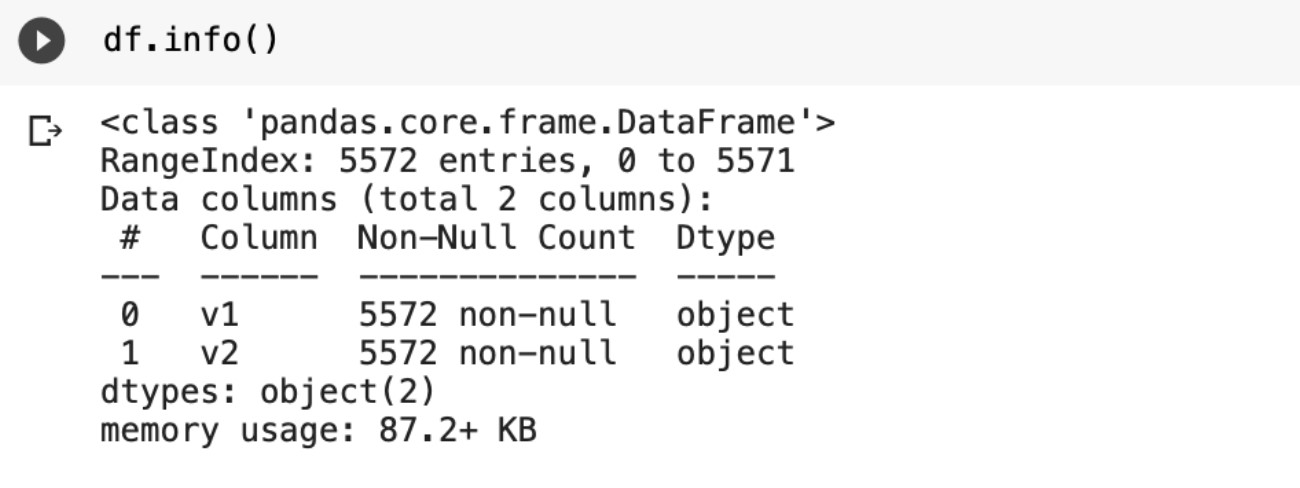 df.info()
<class 'pandas.core.frame.DataFrame'>
RangeIndex: 5572 entries, 0 to 5571
Data columns (total 2 columns):
 #   Column  Non-Null Count  Dtype
---  ------  --------------  -----
 0   v1      5572 non-null   object
 1   v2      5572 non-null   object
dtypes: object(2)
memory usage: 87.2+ KB